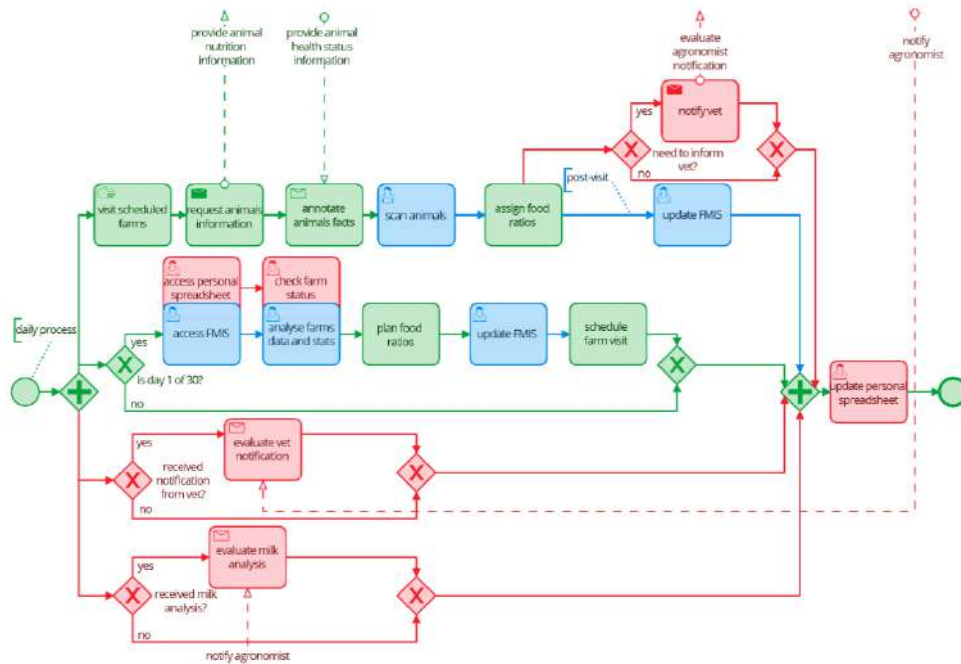 provide animal
nutrition
information
provide animal
health status
information
evaluate
agronomist
notification
notify
agronomist
yes
notify vet
need to inform
vet?
no
post-visit
visit scheduled
farms
request animals
information
annotate
animals facts
scan animals
assign food
ratios
update FMIS
access personal
spreadsheet
check farm
status
daily process
yes
access FMIS
analyse farms
data and stats
plan food
ratios
update FMIS
schedule
farm visit
is day 1 of 30?
no
update personal
spreadsheet
yes
evaluate vet
notification
received
notification
from vet?
no
yes
evaluate milk
analysis
received milk
analysis?
no
notify agronomist